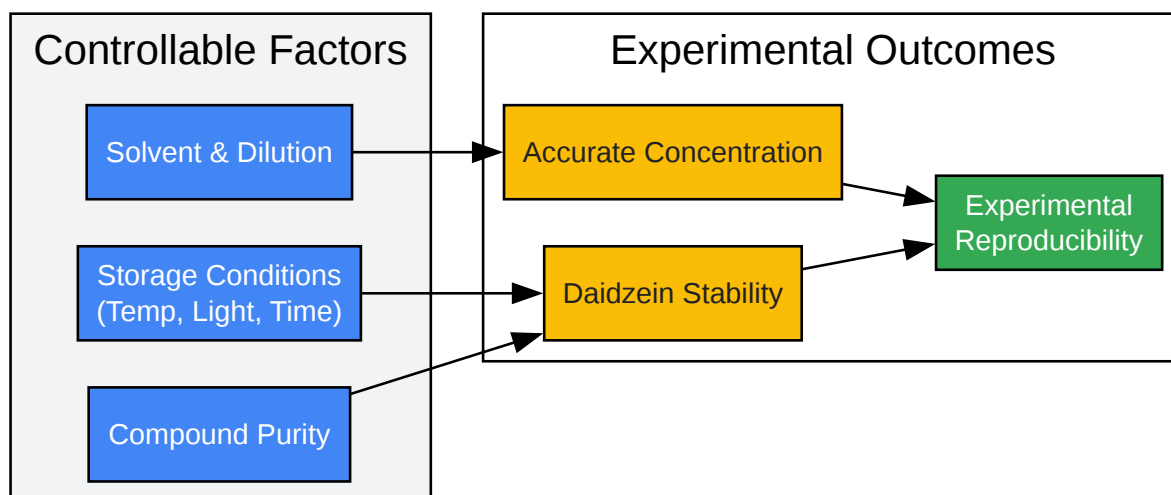 Controllable Factors
Experimental Outcomes
Solvent & Dilution
Accurate Concentration
Experimental
Reproducibility
Storage Conditions
(Temp, Light, Time)
Daidzein Stability
Compound Purity